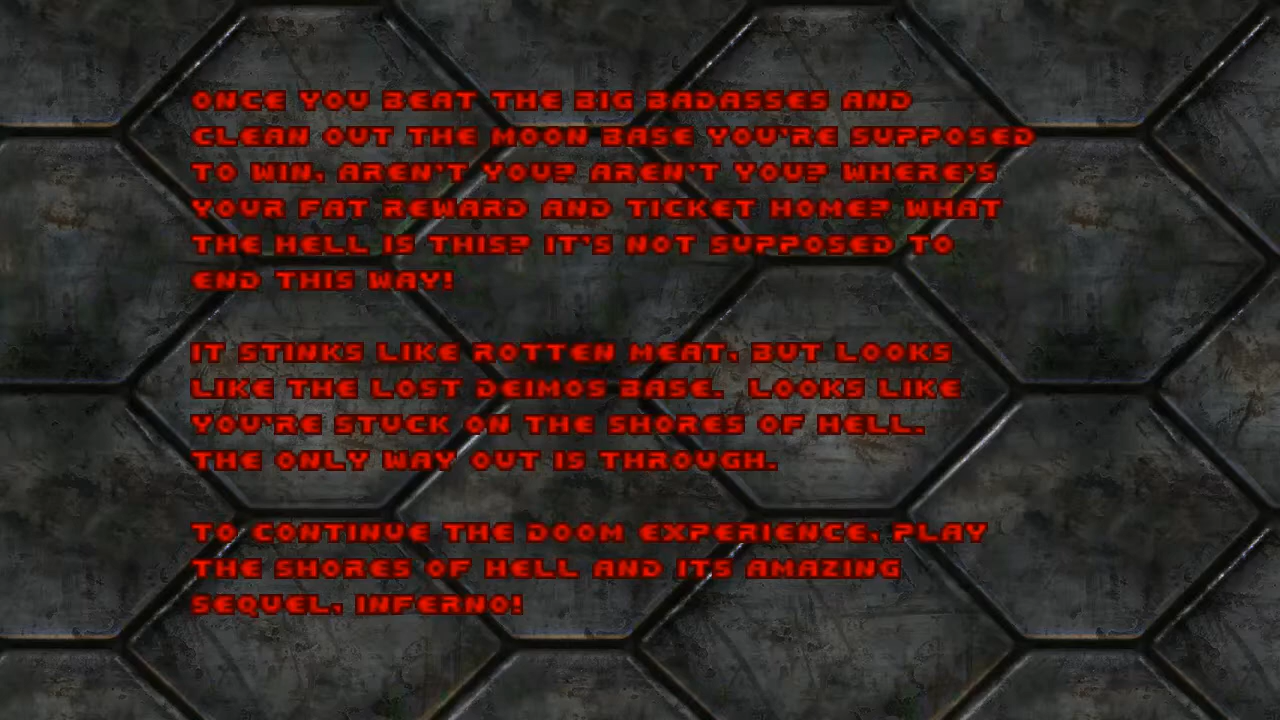 ONCE YOU BEAT THE BIG BADASSES AND
CLEAN OUT THE MOON BASE YOU'RE SUPPOSED
TO WIN, AREN'T YOU? AREN'T YOU? WHERE'S
YOUR FAT REWARD AND TICKET HOME? WHAT
THE HELL IS THIS? IT'S NOT SUPPOSED TO
END THIS WAY!
IT STINKS LIKE ROTTEN MEAT, BUT LOOKS
LIKE THE LOST DEIMOS BASE.  LOOKS LIKE
YOU'RE STUCK ON THE SHORES OF HELL.
THE ONLY WAY OUT IS THROUGH.
TO CONTINUE THE DOOM EXPERIENCE, PLAY
THE SHORES OF HELL AND ITS AMAZING
SEQUEL, INFERNO!